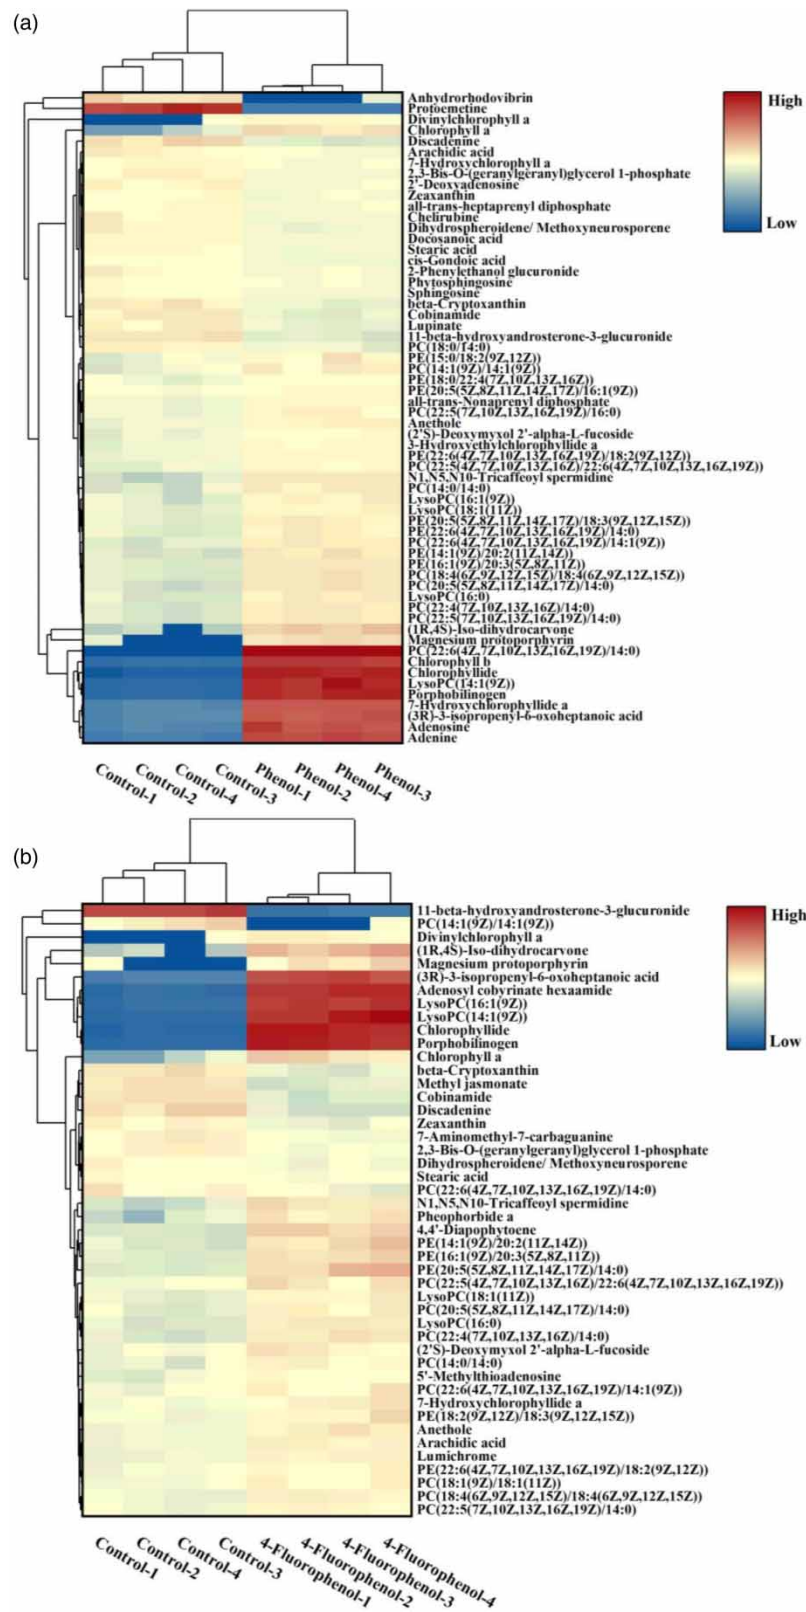 (a)
Anhydrorhodovibrin
Protoemetine
Divinylchlorophyll a
Chlorophyll a
Discadenine
Arachidic acid
7-Hydroxychlorophyll a
2,3-Bis-O-(geranylgeranyl)glycerol 1-phosphate
2'-Deoxyadenosine
Zeaxanthin
all-trans-heptaprenyl diphosphate
Chelirubine
Dihydrospheroidene/ Methoxyneurosporene
Docosanoic acid
Stearic acid
cis-Gondoic acid
2-Phenylethanol glucuronide
Phytosphingosine
Sphingosine
beta-Cryptoxanthin
Cobinamide
Lupinate
11-beta-hydroxyandrosterone-3-glucuronide
PC(18:0/14:0)
PE(15:0/18:2(9Z,12Z))
PC(14:1(9Z)/14:1(9Z))
PE(18:0/22:4(7Z,10Z,13Z,16Z))
PE(20:5(5Z,8Z,11Z,14Z,17Z)/16:1(9Z))
all-trans-Nonaprenyl diphosphate
PC(22:5(7Z,10Z,13Z,16Z,19Z)/16:0)
Anethole
(2'S)-Deoxymyxol 2'-alpha-L-fucoside
3-Hydroxyethylchlorophyllide a
PE(22:6(4Z,7Z,10Z,13Z,16Z,19Z)/18:2(9Z,12Z))
PC(22:5(4Z,7Z,10Z,13Z,16Z)/22:6(4Z,7Z,10Z,13Z,16Z,19Z))
N1,N5,N10-Tricaffeoyl spermidine
PC(14:0/14:0)
LysoPC(16:1(9Z))
LysoPC(18:1(11Z))
PE(20:5(5Z,8Z,11Z,14Z,17Z)/18:3(9Z,12Z,15Z))
PE(22:6(4Z,7Z,10Z,13Z,16Z,19Z)/14:0)
PC(22:6(4Z,7Z,10Z,13Z,16Z,19Z)/14:1(9Z))
PE(14:1(9Z)/20:2(11Z,14Z))
PE(16:1(9Z)/20:3(5Z,8Z,11Z))
PC(18:4(6Z,9Z,12Z,15Z)/18:4(6Z,9Z,12Z,15Z))
PC(20:5(5Z,8Z,11Z,14Z,17Z)/14:0)
LysoPC(16:0)
PC(22:4(7Z,10Z,13Z,16Z)/14:0)
PC(22:5(7Z,10Z,13Z,16Z,19Z)/14:0)
(1R,4S)-Iso-dihydrocarvone
Magnesium protoporphyrin
PC(22:6(4Z,7Z,10Z,13Z,16Z,19Z)/14:0)
Chlorophyll b
Chlorophyllide
LysoPC(14:1(9Z))
Porphobilinogen
7-Hydroxychlorophyllide a
(3R)-3-isopropenyl-6-oxoheptanoic acid
Adenosine
Adenine
High
Low
Control-1
Control-2
Control-4
Control-3
Phenol-1
Phenol-2
Phenol-4
Phenol-3
(b)
11-beta-hydroxyandrosterone-3-glucuronide
PC(14:1(9Z)/14:1(9Z))
Divinylchlorophyll a
(1R,4S)-Iso-dihydrocarvone
Magnesium protoporphyrin
(3R)-3-isopropenyl-6-oxoheptanoic acid
Adenosyl cobyrinate hexaamide
LysoPC(16:1(9Z))
LysoPC(14:1(9Z))
Chlorophyllide
Porphobilinogen
Chlorophyll a
beta-Cryptoxanthin
Methyl jasmonate
Cobinamide
Discadenine
Zeaxanthin
7-Aminomethyl-7-carbaguanine
2,3-Bis-O-(geranylgeranyl)glycerol 1-phosphate
Dihydrospheroidene/ Methoxyneurosporene
Stearic acid
PC(22:6(4Z,7Z,10Z,13Z,16Z,19Z)/14:0)
N1,N5,N10-Tricaffeoyl spermidine
Pheophorbide a
4,4'-Diapophytoene
PE(14:1(9Z)/20:2(11Z,14Z))
PE(16:1(9Z)/20:3(5Z,8Z,11Z))
PE(20:5(5Z,8Z,11Z,14Z,17Z)/14:0)
PC(22:5(4Z,7Z,10Z,13Z,16Z)/22:6(4Z,7Z,10Z,13Z,16Z,19Z))
LysoPC(18:1(11Z))
PC(20:5(5Z,8Z,11Z,14Z,17Z)/14:0)
LysoPC(16:0)
PC(22:4(7Z,10Z,13Z,16Z)/14:0)
(2'S)-Deoxymyxol 2'-alpha-L-fucoside
PC(14:0/14:0)
5'-Methylthioadenosine
PC(22:6(4Z,7Z,10Z,13Z,16Z,19Z)/14:1(9Z))
7-Hydroxychlorophyllide a
PE(18:2(9Z,12Z)/18:3(9Z,12Z,15Z))
Anethole
Arachidic acid
Lumichrome
PE(22:6(4Z,7Z,10Z,13Z,16Z,19Z)/18:2(9Z,12Z))
PC(18:1(9Z)/18:1(11Z))
PC(18:4(6Z,9Z,12Z,15Z)/18:4(6Z,9Z,12Z,15Z))
PC(22:5(7Z,10Z,13Z,16Z,19Z)/14:0)
High
Low
Control-1
Control-2
Control-4
Control-3
4-Fluorophenol-1
4-Fluorophenol-2
4-Fluorophenol-3
4-Fluorophenol-4